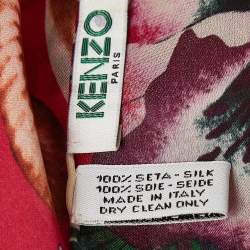 KENZO
PARIS
100% SETA - SILK
100% SOIE - SEIDE
MADE IN ITALY
DRY CLEAN ONLY